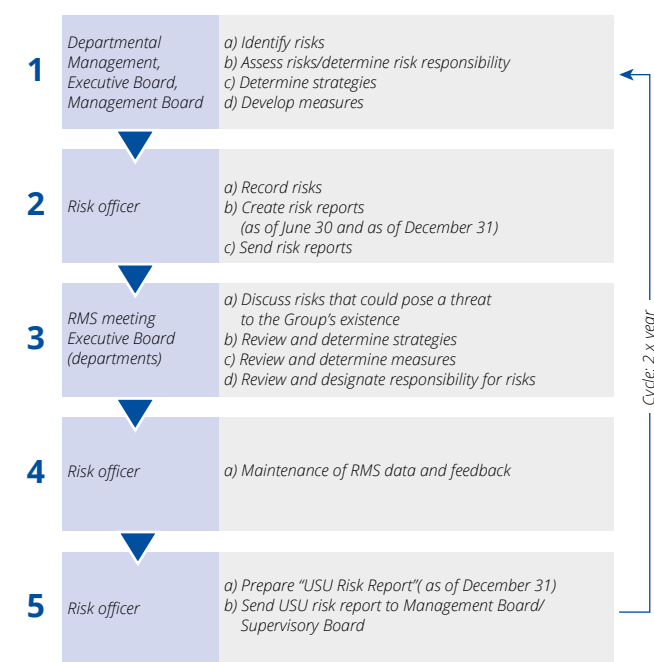 1
Departmental
Management,
Executive Board,
Management Board
a) Identify risks
b) Assess risks/determine risk responsibility
c) Determine strategies
d) Develop measures
2
Risk officer
a) Record risks
b) Create risk reports
(as of June 30 and as of December 31)
c) Send risk reports
3
RMS meeting
Executive Board
(departments)
a) Discuss risks that could pose a threat
to the Group's existence
b) Review and determine strategies
c) Review and determine measures
d) Review and designate responsibility for risks
Cycle: 2 x year
4
Risk officer
a) Maintenance of RMS data and feedback
5
Risk officer
a) Prepare “USU Risk Report”( as of December 31)
b) Send USU risk report to Management Board/
Supervisory Board